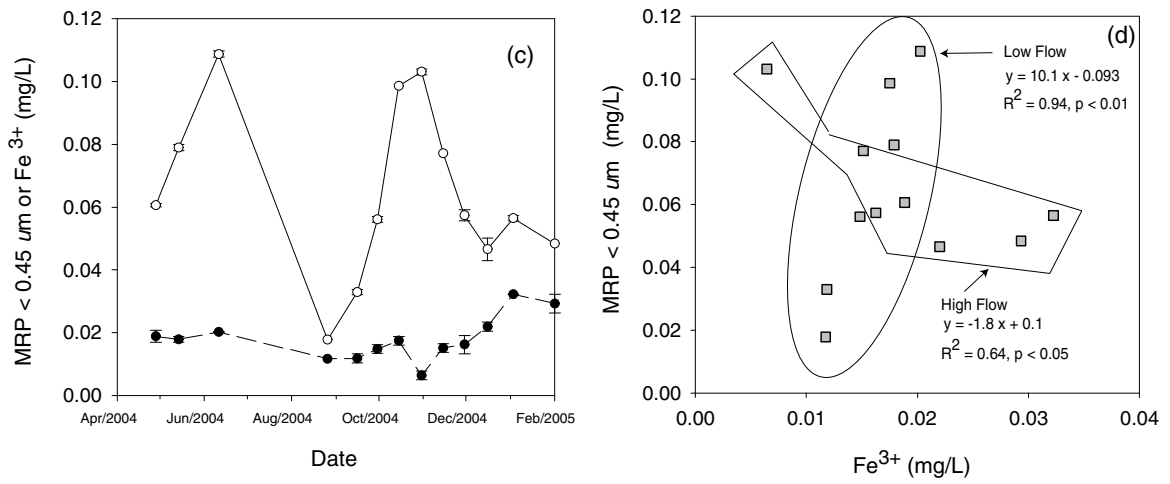 (c)
MRP < 0.45 um or Fe 3+ (mg/L)
0.12
0.10
0.08
0.06
0.04
0.02
0.00
Apr/2004 Jun/2004 Aug/2004 Oct/2004 Dec/2004 Feb/2005
Date
(d)
MRP < 0.45 um (mg/L)
0.12
0.10
0.08
0.06
0.04
0.02
0.00
Low Flow
y = 10.1 x - 0.093
R2 = 0.94, p < 0.01
High Flow
y = -1.8 x + 0.1
R2 = 0.64, p < 0.05
0.00 0.01 0.02 0.03 0.04
Fe3+ (mg/L)